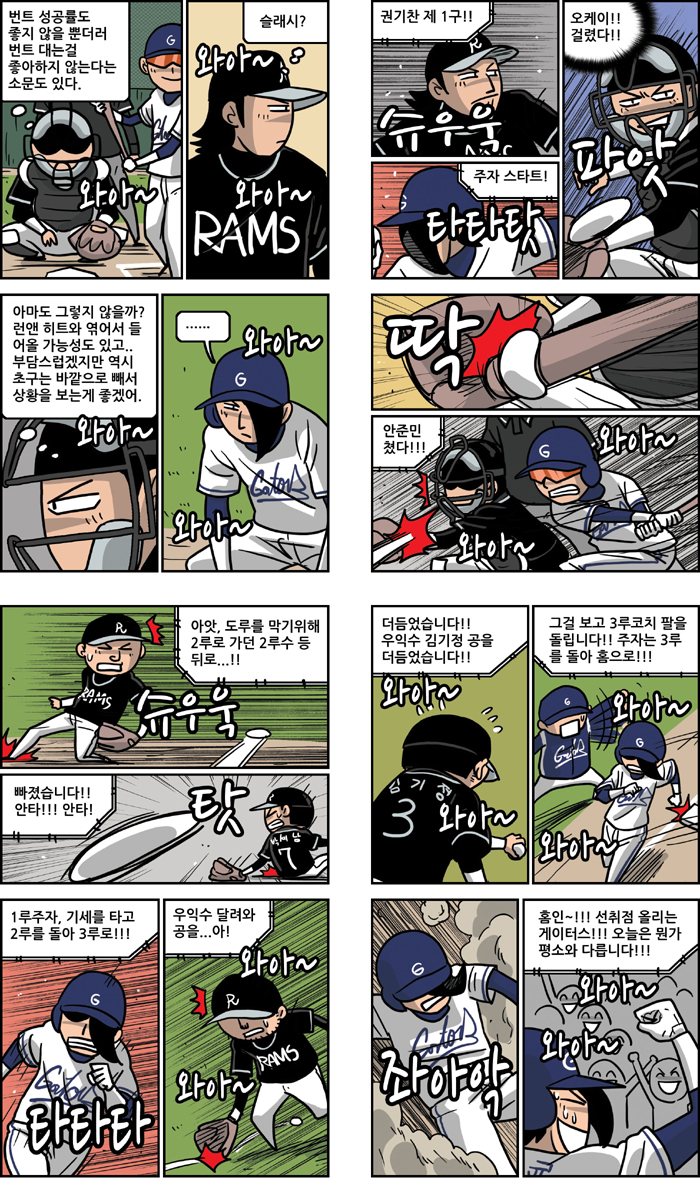 번트 성공률도
좋지 않을 뿐더러
번트 대는걸
좋아하지 않는다는
소문도 있다.
와아~
Gators
슬래시?
와아~
와아~
R
RAMS
아마도 그렇지 않을까?
런앤 히트와 엮어서 들
어올 가능성도 있고..
부담스럽겠지만 역시
초구는 바깥으로 빼서
상황을 보는게 좋겠어.
와아~
......
와아~
G
Gators
와아~
권기찬 제 1구!!
R
슈우욱
주자 스타트!
타타탓
오케이!!
걸렸다!!
파앗
딱
안준민
쳤다!!!
와아~
G
Gators
와아~
아앗, 도루를 막기위해
2루로 가던 2루수 등
뒤로...!!
R
RAMS
슈우욱
빠졌습니다!!
안타!!! 안타!
탓
7
1루주자, 기세를 타고
2루를 돌아 3루로!!!
G
Gators
타타타
우익수 달려와
공을...아!
와아~
R
RAMS
와아~
더듬었습니다!!
우익수 김기정 공을
더듬었습니다!!
와아~
김기정
3
와아~
그걸 보고 3루코치 팔을
돌립니다!! 주자는 3루
를 돌아 홈으로!!!
와아~
G
Gators
G
Gators
와아~
G
Gators
촤아악
홈인~!!! 선취점 올리는
게이터스!!! 오늘은 뭔가
평소와 다릅니다!!!
와아~
와아~
G